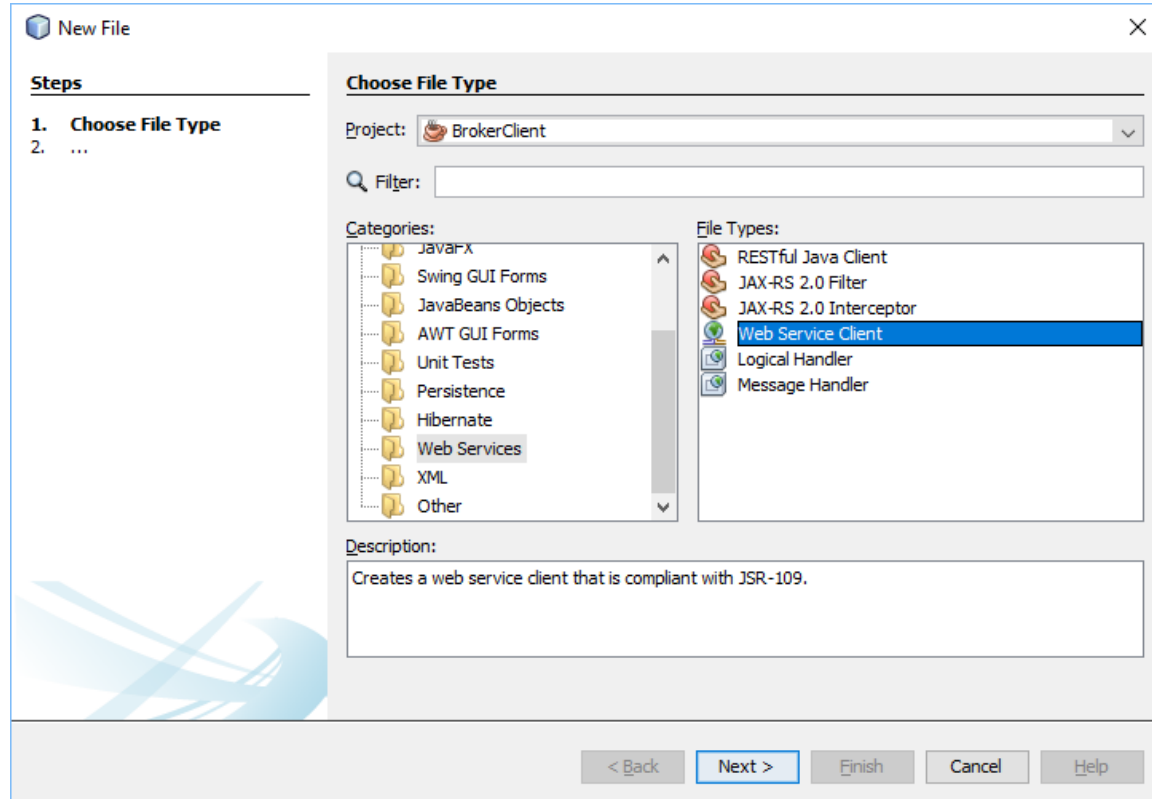 New File
Steps
1. Choose File Type
2. ...
Choose File Type
Project: BrokerClient
Filter:
Categories:
JavaFX
Swing GUI Forms
JavaBeans Objects
AWT GUI Forms
Unit Tests
Persistence
Hibernate
Web Services
XML
Other
File Types:
RESTful Java Client
JAX-RS 2.0 Filter
JAX-RS 2.0 Interceptor
Web Service Client
Logical Handler
Message Handler
Description:
Creates a web service client that is compliant with JSR-109.
< Back Next > Finish Cancel Help